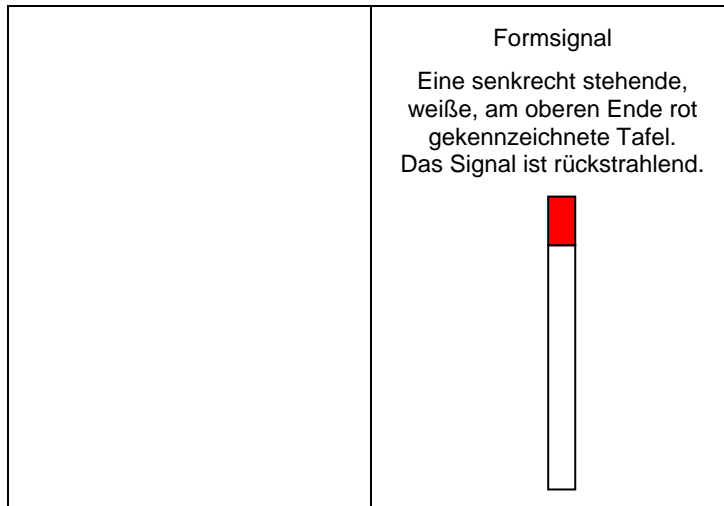 Formsignal
Eine senkrecht stehende,
weiße, am oberen Ende rot
gekennzeichnete Tafel.
Das Signal ist rückstrahlend.